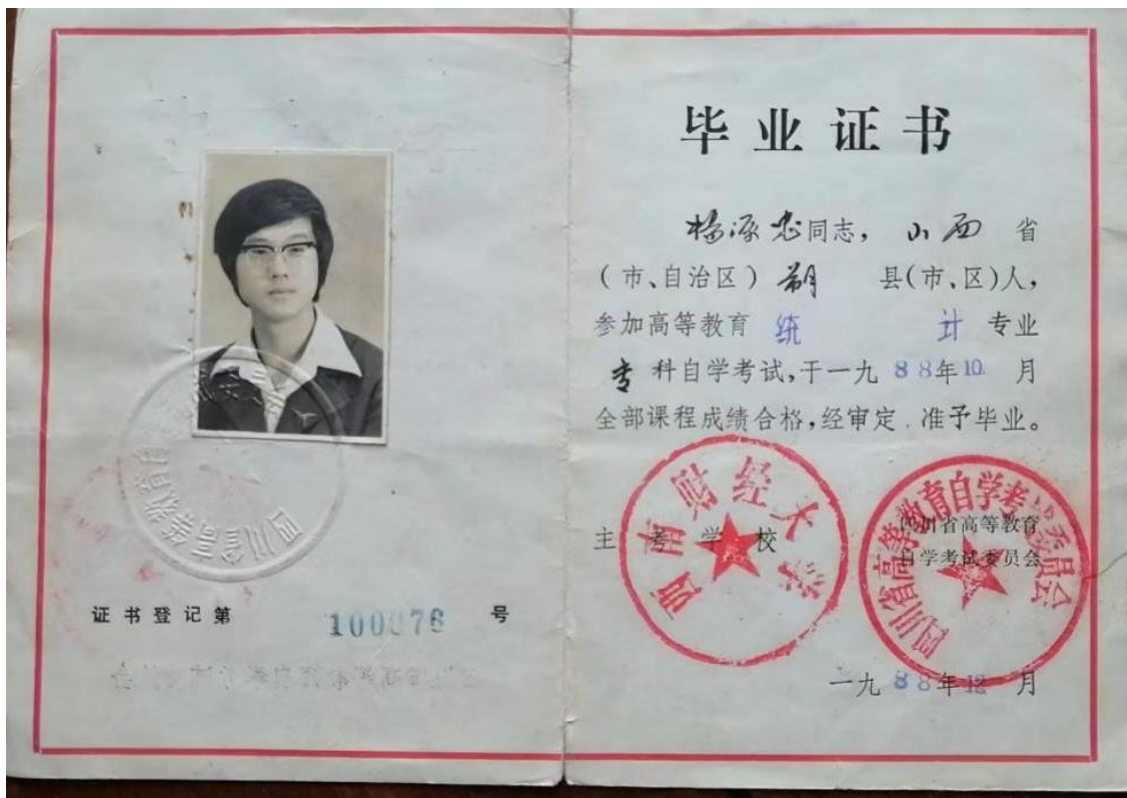 证书登记第 号
毕业证书
杨源忠同志，山西省
（市、自治区）朔 县(市、区)人，
参加高等教育 统计 专业
专科自学考试，于一九88年10月
全部课程成绩合格，经审定．准予毕业。
西南财经大学
主考学校
四川省高等教育自学考试委员会
四川省高等教育
自学考试委员会
一九88年12月